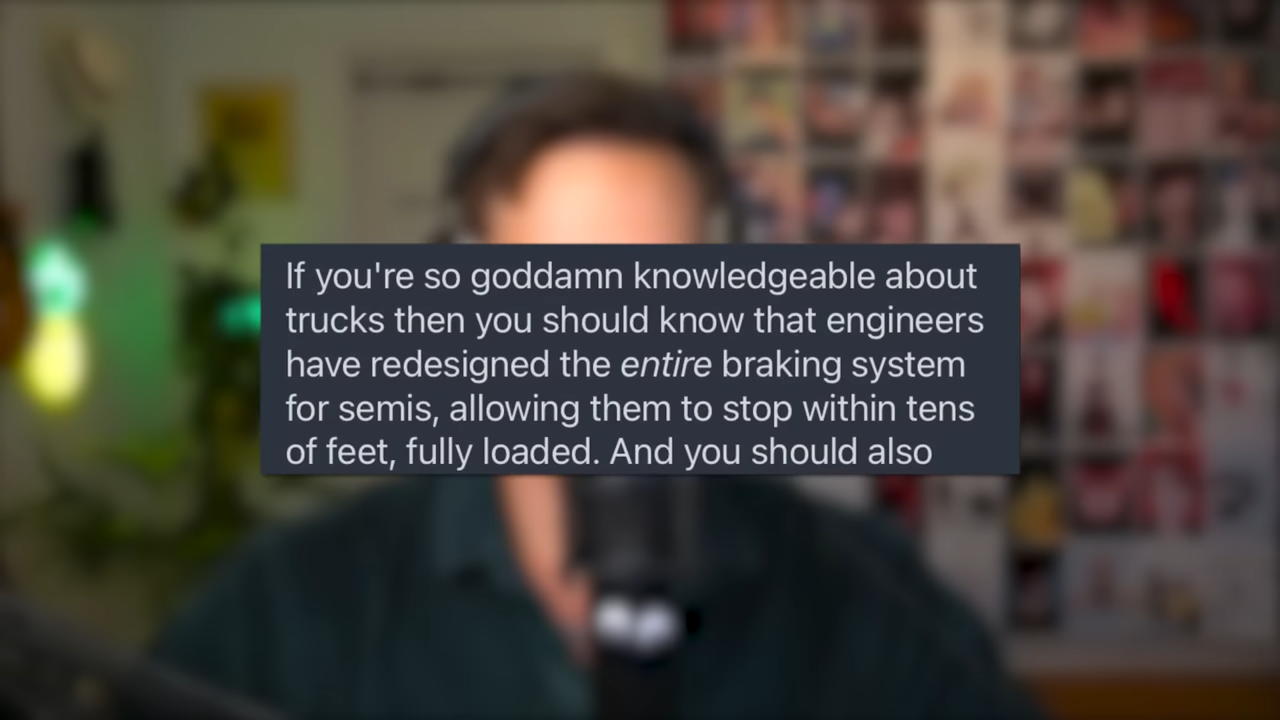 If you're so goddamn knowledgeable about
trucks then you should know that engineers
have redesigned the entire braking system
for semis, allowing them to stop within tens
of feet, fully loaded. And you should also